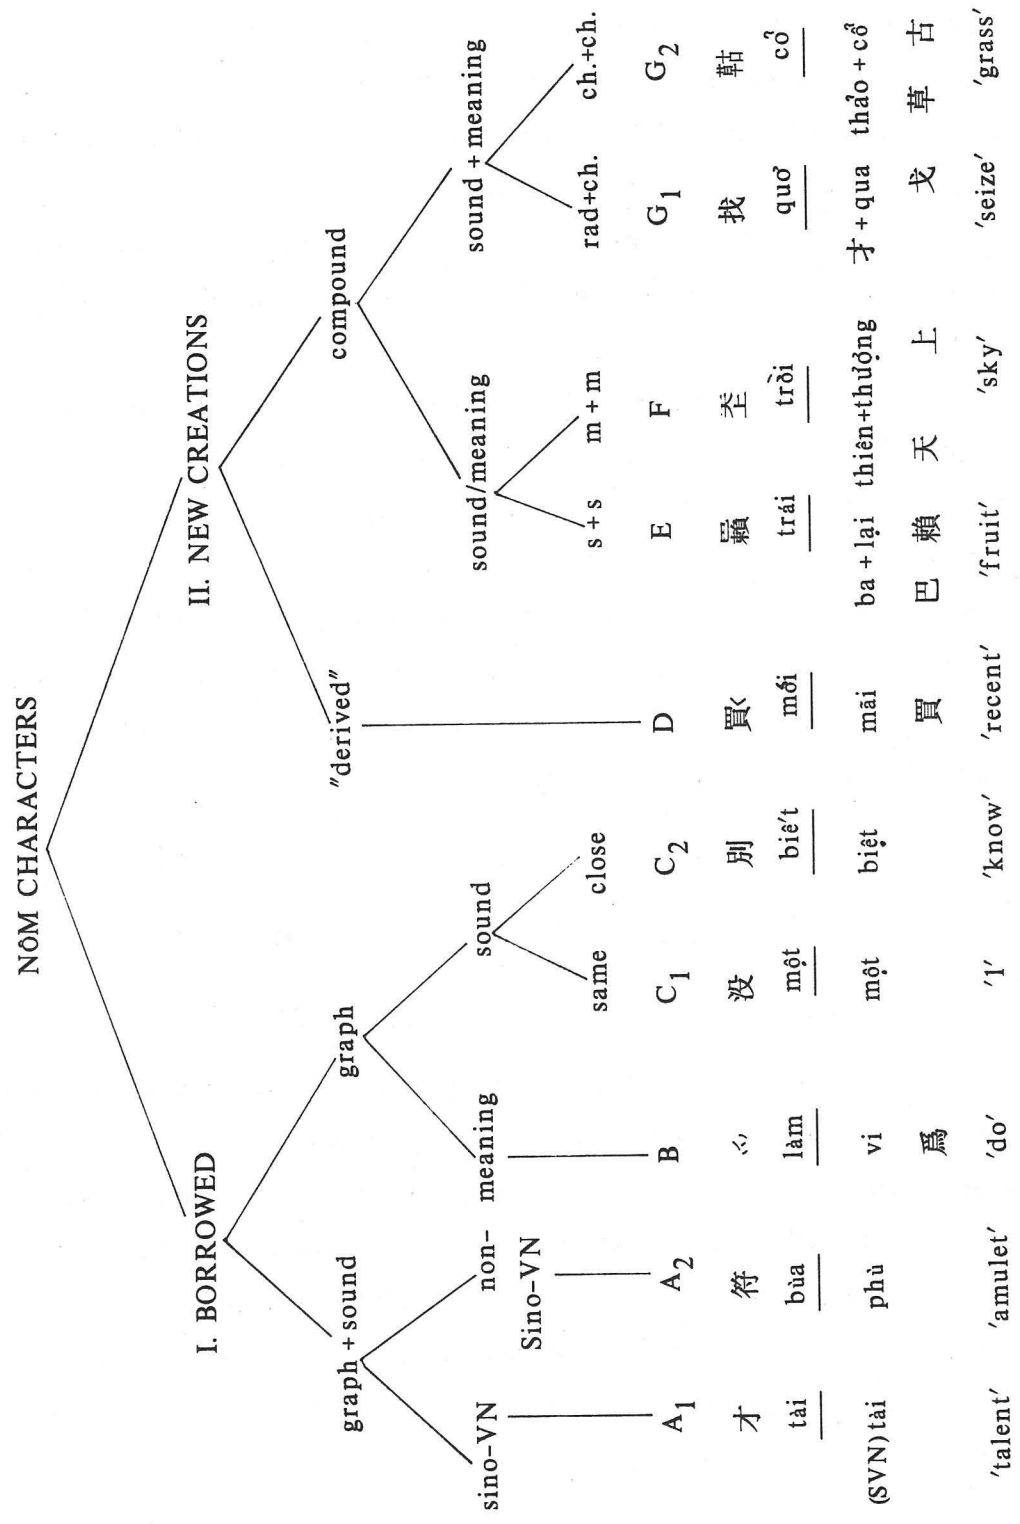 NôM CHARACTERS
I. BORROWED II. NEW CREATIONS
graph + sound graph "derived" compound
sino-VN non-Sino-VN meaning sound sound/meaning sound + meaning
same close s + s m + m rad+ch. ch.+ch.
A1 A2 B C1 C2 D E F G1 G2
才 符 没 別 買く 𡗶 找
tài bùa làm một biết mới trái trời quơ cỏ
(SVN) tài phù vi một biệt mãi ba + lại thiên+thượng 扌+ qua thảo + cổ
爲 買 巴 賴 天 上 戈 草 古
'talent' 'amulet' 'do' '1' 'know' 'recent' 'fruit' 'sky' 'seize' 'grass'